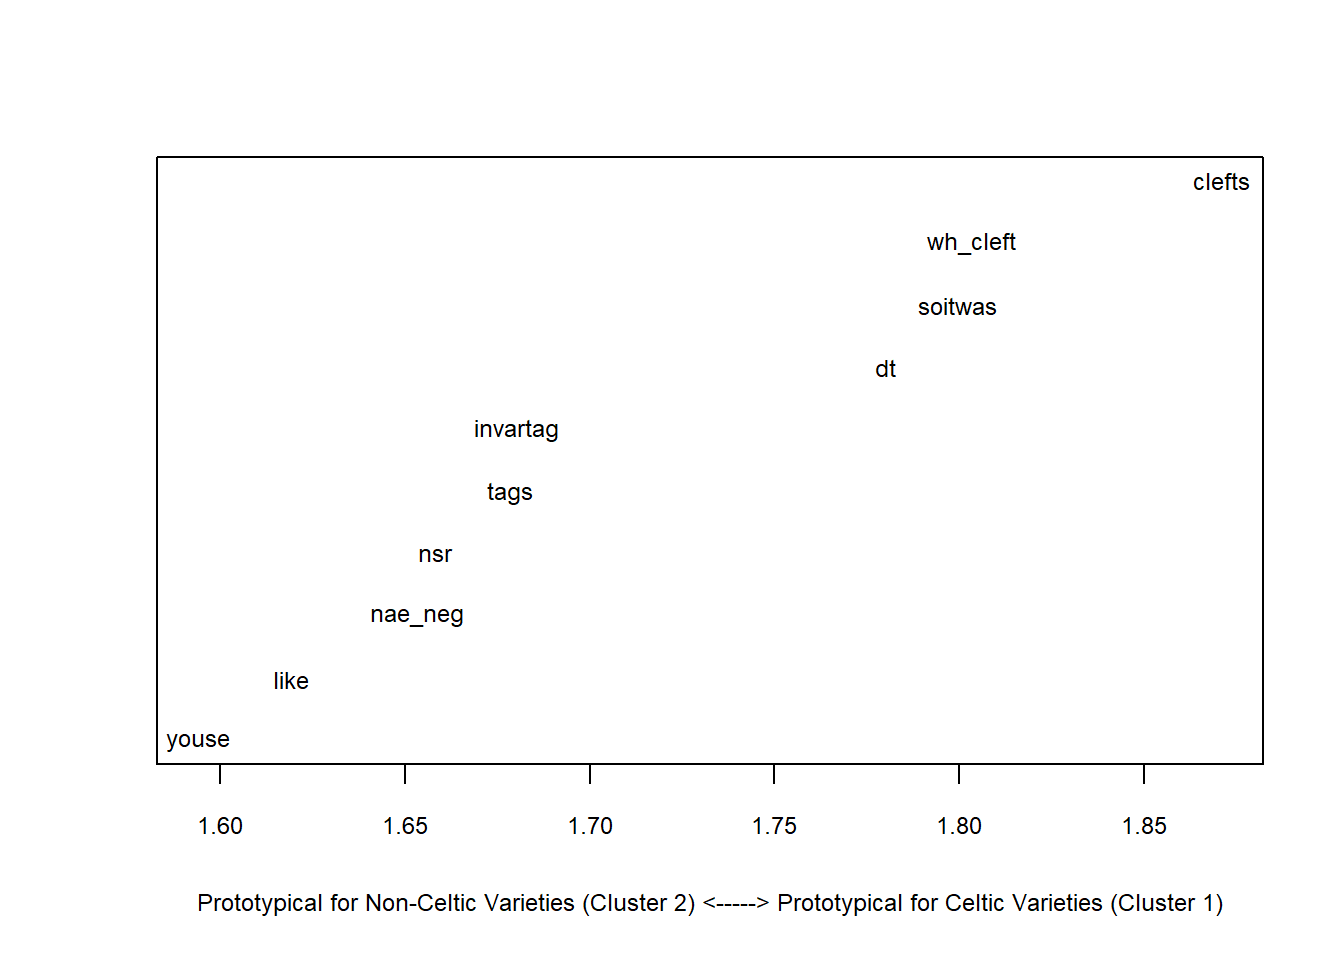 clefts
wh_cleft
soitwas
dt
invartag
tags
nsr
nae_neg
like
youse
1.60 1.65 1.70 1.75 1.80 1.85
Prototypical for Non-Celtic Varieties (Cluster 2) <-----> Prototypical for Celtic Varieties (Cluster 1)